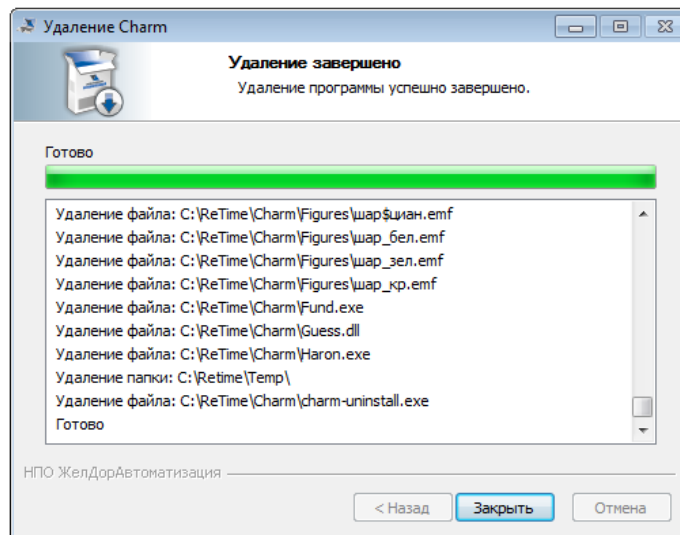 Удаление Charm
Удаление завершено
Удаление программы успешно завершено.
Готово
Удаление файла: C:\ReTime\Charm\Figures\шар$циан.emf
Удаление файла: C:\ReTime\Charm\Figures\шар_бел.emf
Удаление файла: C:\ReTime\Charm\Figures\шар_зел.emf
Удаление файла: C:\ReTime\Charm\Figures\шар_кр.emf
Удаление файла: C:\ReTime\Charm\Fund.exe
Удаление файла: C:\ReTime\Charm\Guess.dll
Удаление файла: C:\ReTime\Charm\Haron.exe
Удаление папки: C:\Retime\Temp\
Удаление файла: C:\ReTime\Charm\charm-uninstall.exe
Готово
НПО ЖелДорАвтоматизация
< Назад
Закрыть
Отмена